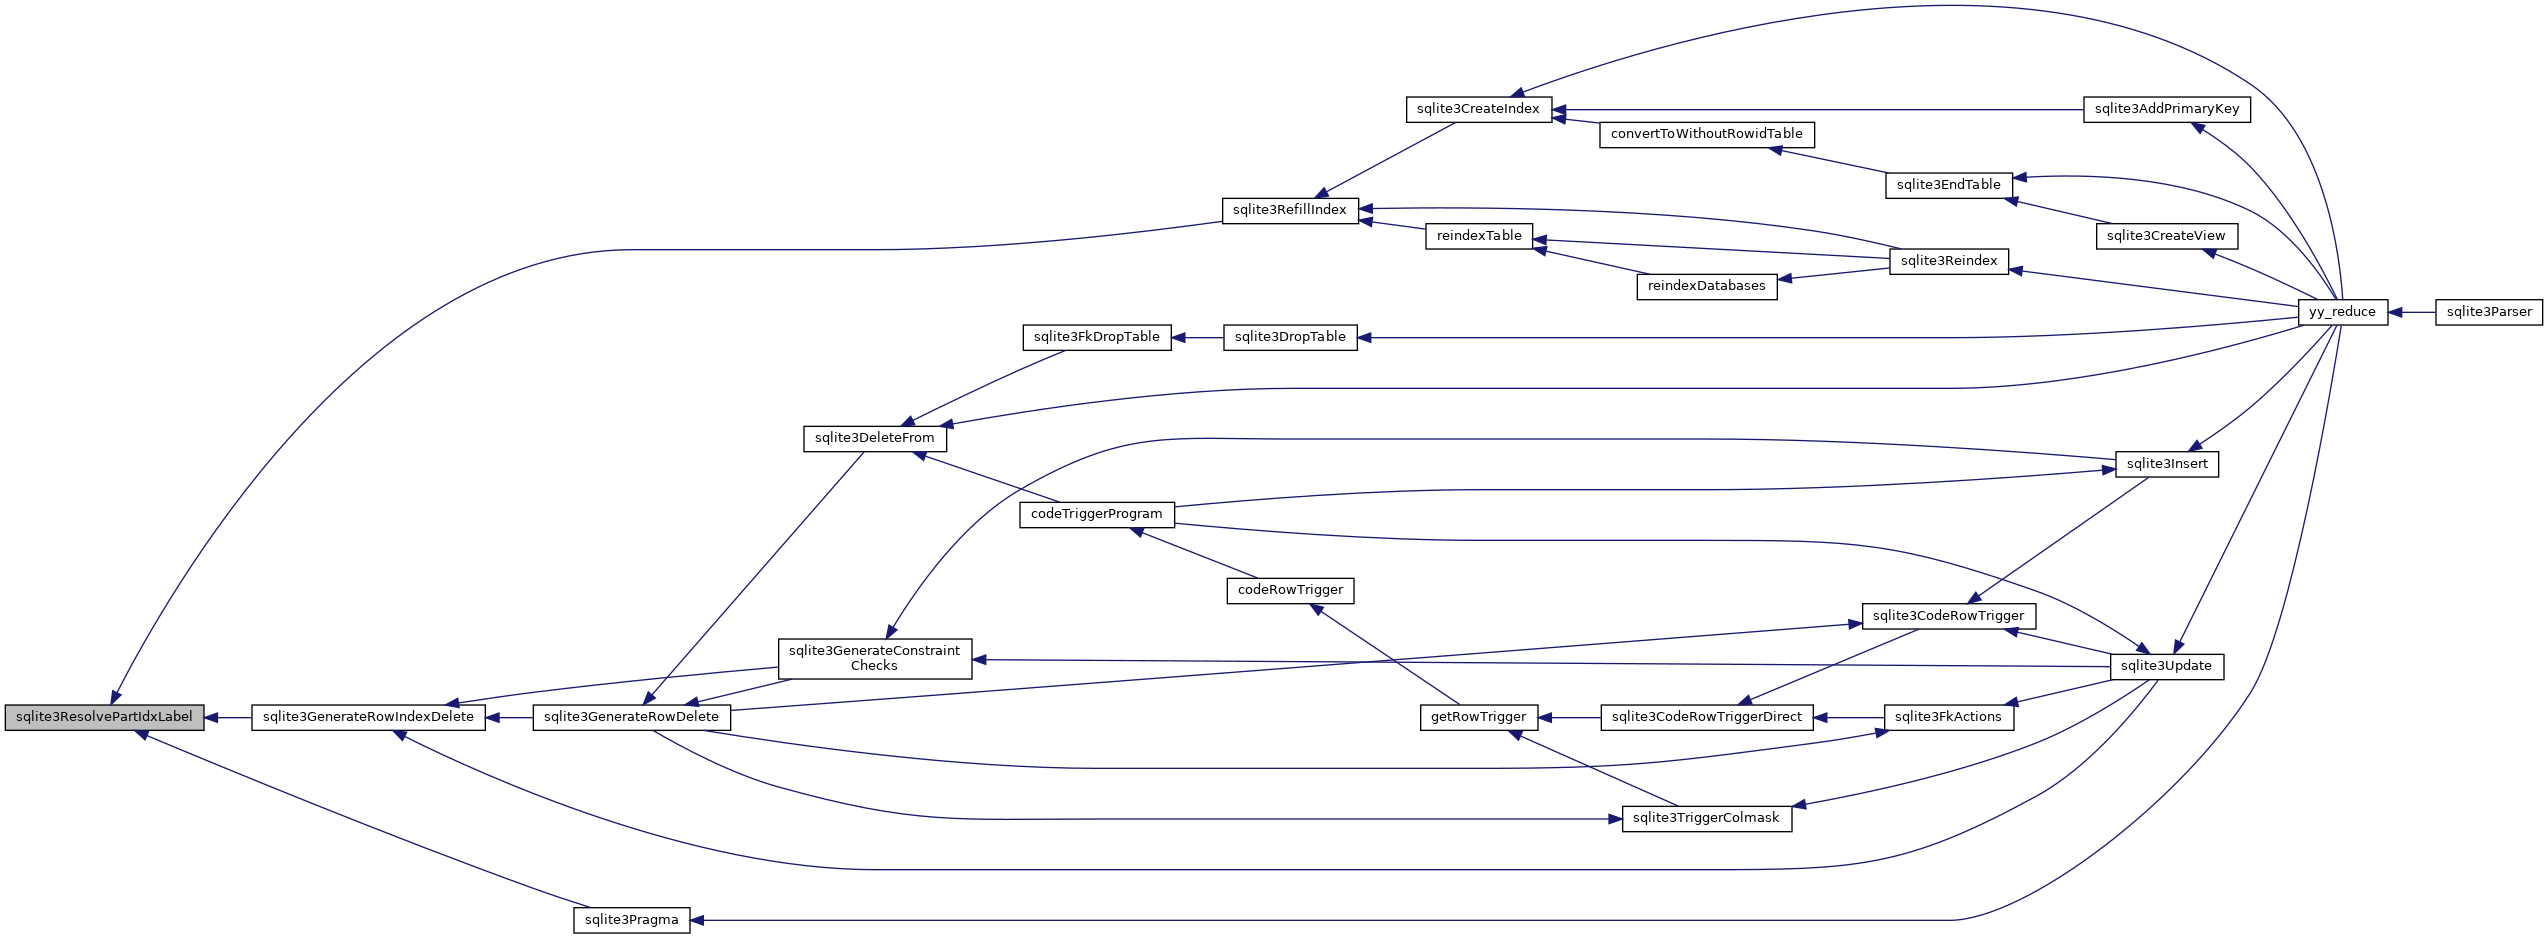 sqlite3CreateIndex
sqlite3AddPrimaryKey
convertToWithoutRowidTable
sqlite3EndTable
sqlite3RefillIndex
reindexTable
sqlite3CreateView
sqlite3Reindex
reindexDatabases
yy_reduce
sqlite3Parser
sqlite3FkDropTable
sqlite3DropTable
sqlite3DeleteFrom
sqlite3Insert
codeTriggerProgram
codeRowTrigger
sqlite3CodeRowTrigger
sqlite3GenerateConstraint
Checks
sqlite3Update
sqlite3ResolvePartIdxLabel
sqlite3GenerateRowIndexDelete
sqlite3GenerateRowDelete
getRowTrigger
sqlite3CodeRowTriggerDirect
sqlite3FkActions
sqlite3TriggerColmask
sqlite3Pragma